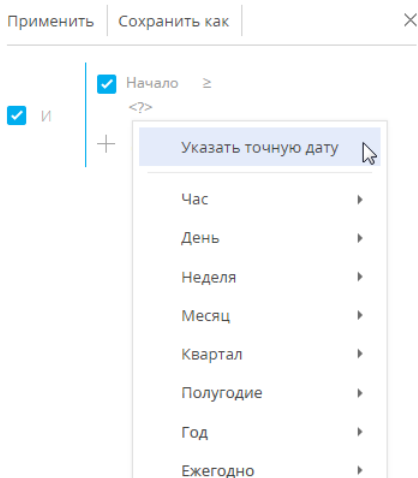 Применить Сохранить как
Начало ≥
<?>
И
Указать точную дату
Час
День
Неделя
Месяц
Квартал
Полугодие
Год
Ежегодно